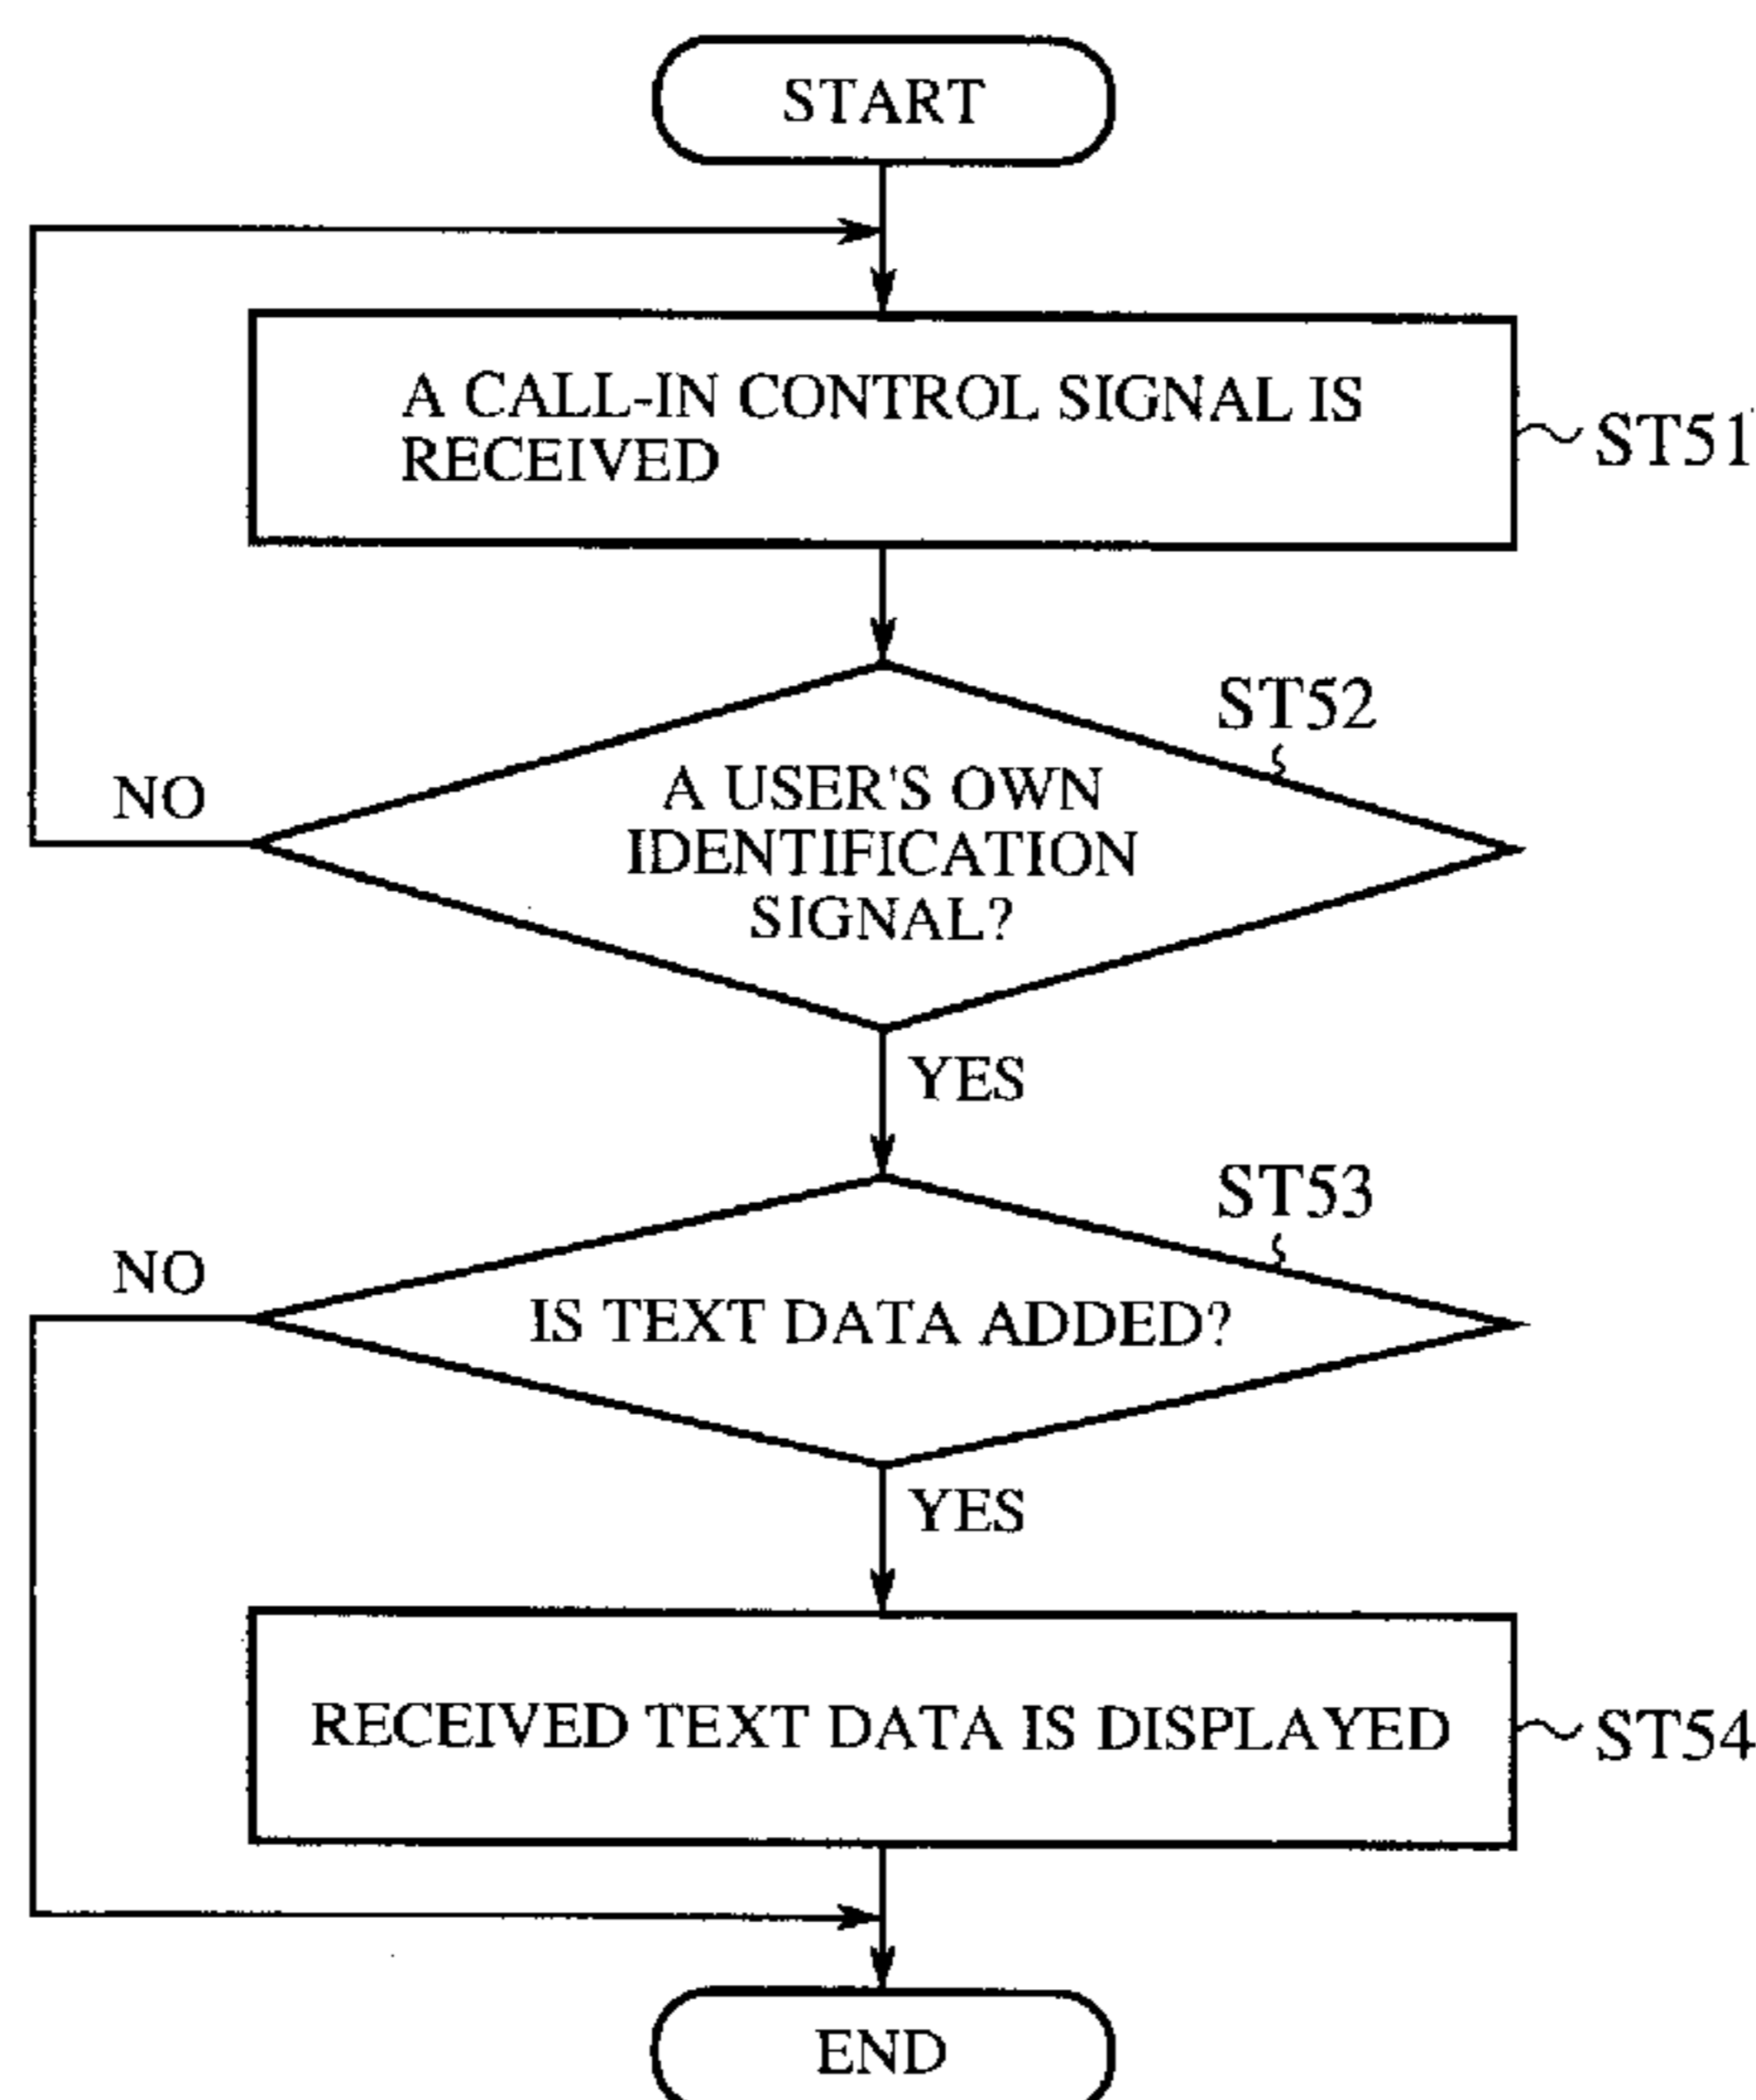 START
A CALL-IN CONTROL SIGNAL IS
RECEIVED
ST51
ST52
A USER'S OWN
IDENTIFICATION
SIGNAL?
NO
YES
ST53
NO
IS TEXT DATA ADDED?
YES
RECEIVED TEXT DATA IS DISPLAYED
ST54
END